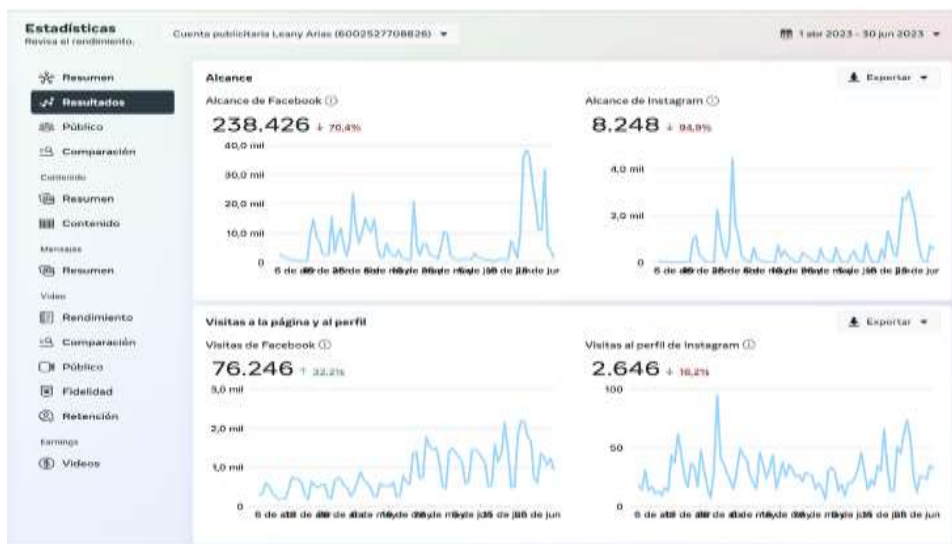 Estadísticas
Revisa el rendimiento.
Cuenta publicitaria Leany Arias (6002527708826)
1 abr 2023 - 30 jun 2023
Resumen
Resultados
Público
Comparación
Contenido
Resumen
Contenido
Mensajes
Resumen
Video
Rendimiento
Comparación
Público
Fidelidad
Retención
Earnings
Videos
Alcance
Exportar
Alcance de Facebook
238.426 ↓ 70,4%
40,0 mil
30,0 mil
20,0 mil
10,0 mil
0
Alcance de Instagram
8.248 ↓ 94,9%
4,0 mil
2,0 mil
0
Visitas a la página y al perfil
Exportar
Visitas de Facebook
76.246 ↑ 32,2%
3,0 mil
2,0 mil
1,0 mil
0
Visitas al perfil de Instagram
2.646 ↓ 16,2%
100
50
0